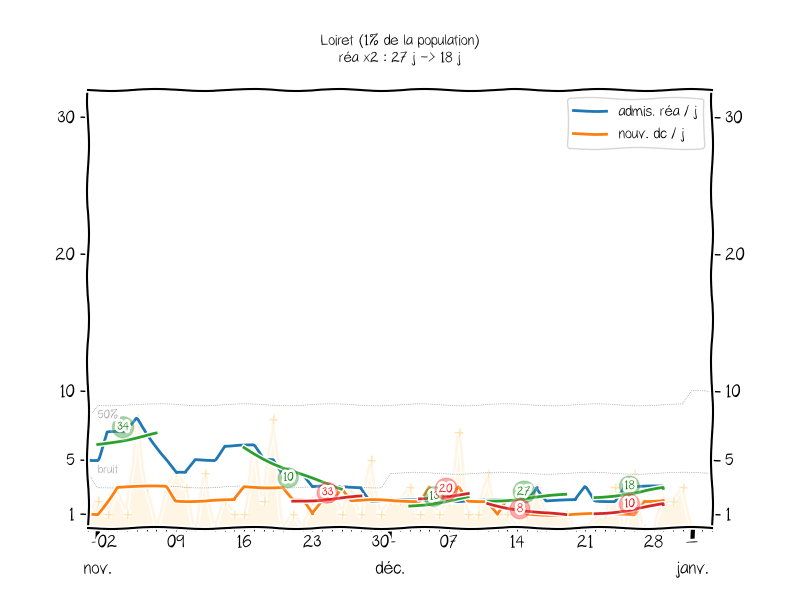 Loiret (1% de la population)
réa x2 : 27 j -> 18 j
admis. réa / j
nouv. dc / j
30 30
20 20
10 10
50%
34
5 5
bruit
10
33
13
20
27
8
18
10
1 1
02 09 16 23 30 07 14 21 28
nov. déc. janv.